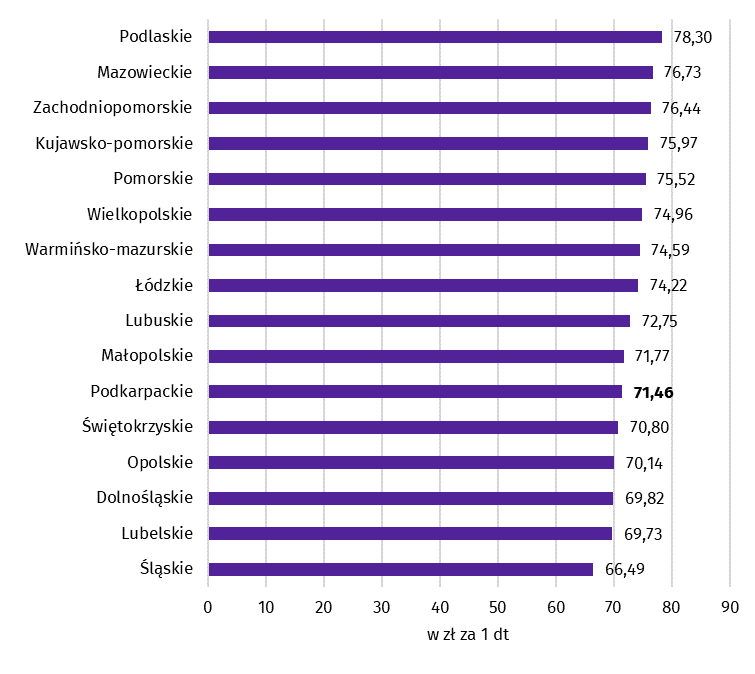 Podlaskie 78,30
Mazowieckie 76,73
Zachodniopomorskie 76,44
Kujawsko-pomorskie 75,97
Pomorskie 75,52
Wielkopolskie 74,96
Warmińsko-mazurskie 74,59
Łódzkie 74,22
Lubuskie 72,75
Małopolskie 71,77
Podkarpackie 71,46
Świętokrzyskie 70,80
Opolskie 70,14
Dolnośląskie 69,82
Lubelskie 69,73
Śląskie 66,49
0 10 20 30 40 50 60 70 80 90
w zł za 1 dt